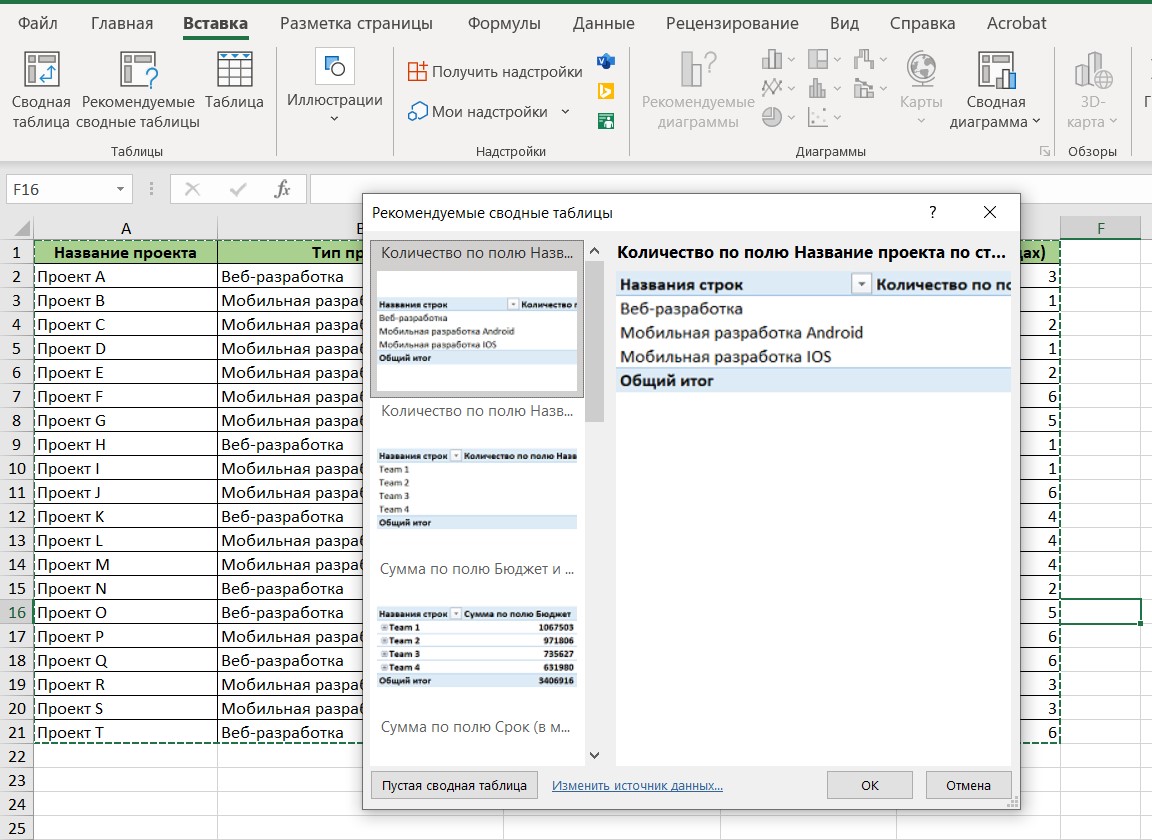 Файл Главная Вставка Разметка страницы Формулы Данные Рецензирование Вид Справка Acrobat
Сводная таблица
Рекомендуемые сводные таблицы
Таблица
Таблицы
Иллюстрации
Получить надстройки
Мои надстройки
Надстройки
Рекомендуемые диаграммы
Карты
Сводная диаграмма
Диаграммы
3D-карта
Обзоры
F16
fx
A F
1 Название проекта Тип пр дах)
2 Проект A Веб-разработка 3
3 Проект B Мобильная разраб 1
4 Проект C Мобильная разраб 2
5 Проект D Мобильная разраб 1
6 Проект E Мобильная разраб 2
7 Проект F Мобильная разраб 6
8 Проект G Мобильная разраб 5
9 Проект H Веб-разработка 1
10 Проект I Мобильная разраб 1
11 Проект J Мобильная разраб 6
12 Проект K Веб-разработка 4
13 Проект L Мобильная разраб 4
14 Проект M Мобильная разраб 4
15 Проект N Веб-разработка 2
16 Проект O Веб-разработка 5
17 Проект P Мобильная разраб 6
18 Проект Q Веб-разработка 6
19 Проект R Мобильная разраб 3
20 Проект S Мобильная разраб 3
21 Проект T Веб-разработка 6
22
23
24
25
Рекомендуемые сводные таблицы ?
Количество по полю Назв...
Названия строк Количество п
Веб-разработка
Мобильная разработка Android
Мобильная разработка IOS
Общий итог
Количество по полю Назв...
Названия строк Количество по полю Назв
Team 1
Team 2
Team 3
Team 4
Общий итог
Сумма по полю Бюджет и ...
Названия строк Сумма по полю Бюджет
Team 1 1067503
Team 2 971806
Team 3 735627
Team 4 631980
Общий итог 3406916
Сумма по полю Срок (в м...
Количество по полю Название проекта по ст...
Названия строк Количество по по
Веб-разработка
Мобильная разработка Android
Мобильная разработка IOS
Общий итог
Пустая сводная таблица
Изменить источник данных...
ОК
Отмена